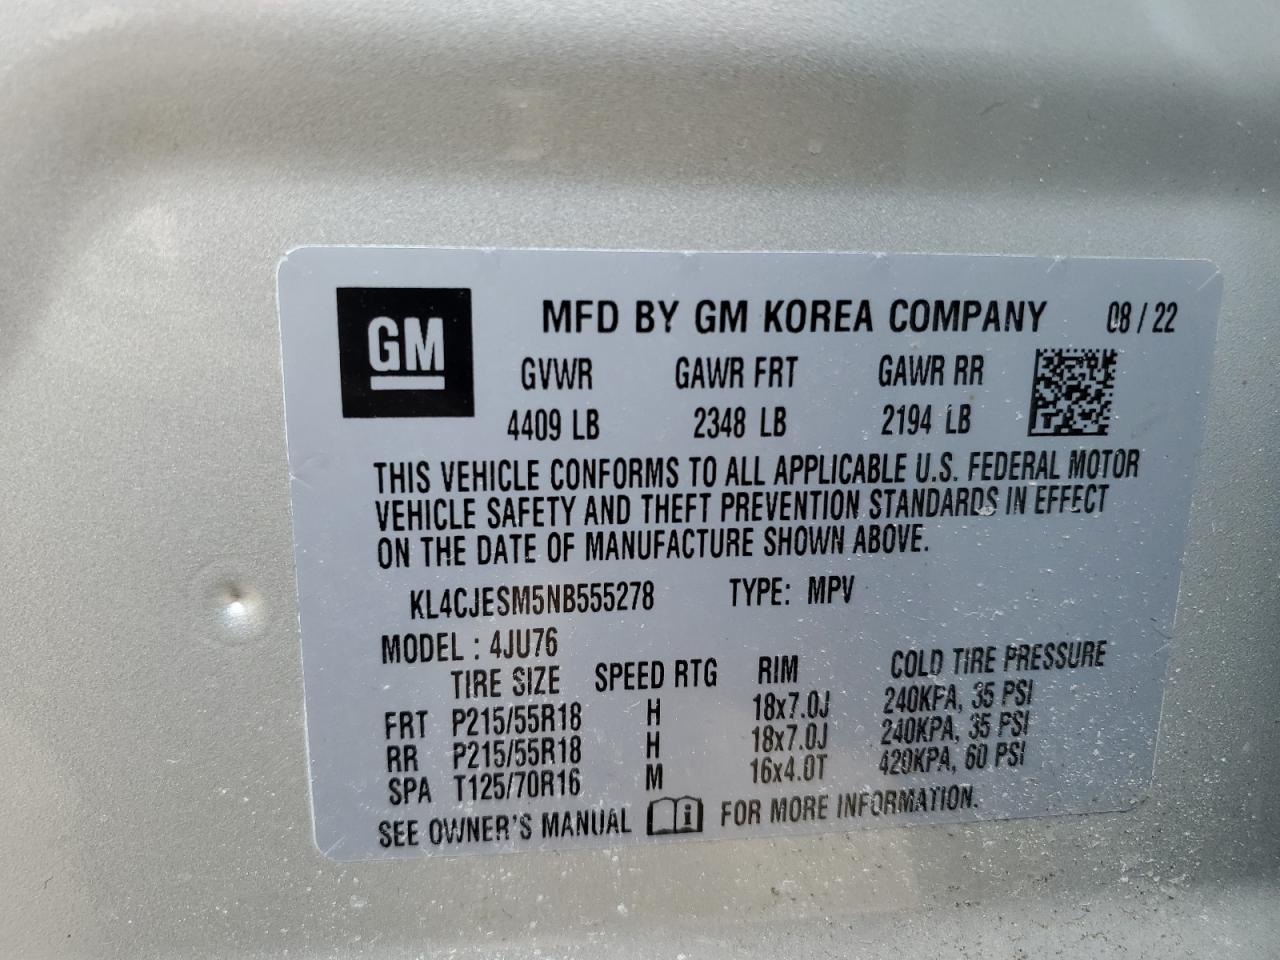 GM
MFD BY GM KOREA COMPANY 08 / 22
GVWR GAWR FRT GAWR RR
4409 LB 2348 LB 2194 LB
THIS VEHICLE CONFORMS TO ALL APPLICABLE U.S. FEDERAL MOTOR
VEHICLE SAFETY AND THEFT PREVENTION STANDARDS IN EFFECT
ON THE DATE OF MANUFACTURE SHOWN ABOVE.
KL4CJESM5NB555278 TYPE: MPV
MODEL : 4JU76
TIRE SIZE SPEED RTG RIM COLD TIRE PRESSURE
FRT P215/55R18 H 18x7.0J 240KPA, 35 PSI
RR P215/55R18 H 18x7.0J 240KPA, 35 PSI
SPA T125/70R16 M 16x4.0T 420KPA, 60 PSI
SEE OWNER'S MANUAL i FOR MORE INFORMATION.